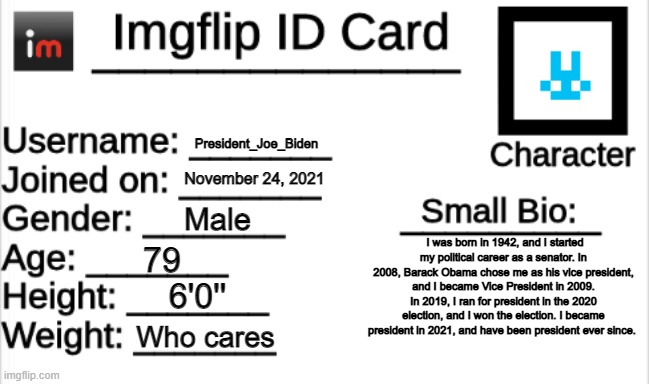 im
Imgflip ID Card
Username: President_Joe_Biden
Joined on: November 24, 2021
Gender: Male
Age: 79
Height: 6'0"
Weight: Who cares
Character
Small Bio:
I was born in 1942, and I started
my political career as a senator. In
2008, Barack Obama chose me as his vice president,
and I became Vice President in 2009.
In 2019, I ran for president in the 2020
election, and I won the election. I became
president in 2021, and have been president ever since.
imgflip.com